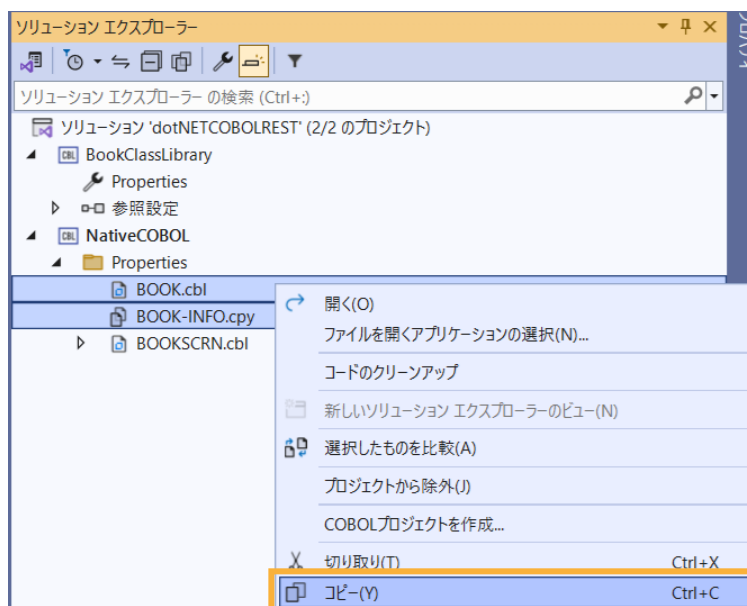 ソリューション エクスプローラー
ソリューション エクスプローラー の検索 (Ctrl+:)
ソリューション 'dotNETCOBOLREST' (2/2 のプロジェクト)
CBL BookClassLibrary
Properties
参照設定
CBL NativeCOBOL
Properties
BOOK.cbl
BOOK-INFO.cpy
BOOKSCRN.cbl
開く(O)
ファイルを開くアプリケーションの選択(N)...
コードのクリーンアップ
新しいソリューション エクスプローラーのビュー(N)
選択したものを比較(A)
プロジェクトから除外(J)
COBOLプロジェクトを作成...
切り取り(T) Ctrl+X
コピー(Y) Ctrl+C